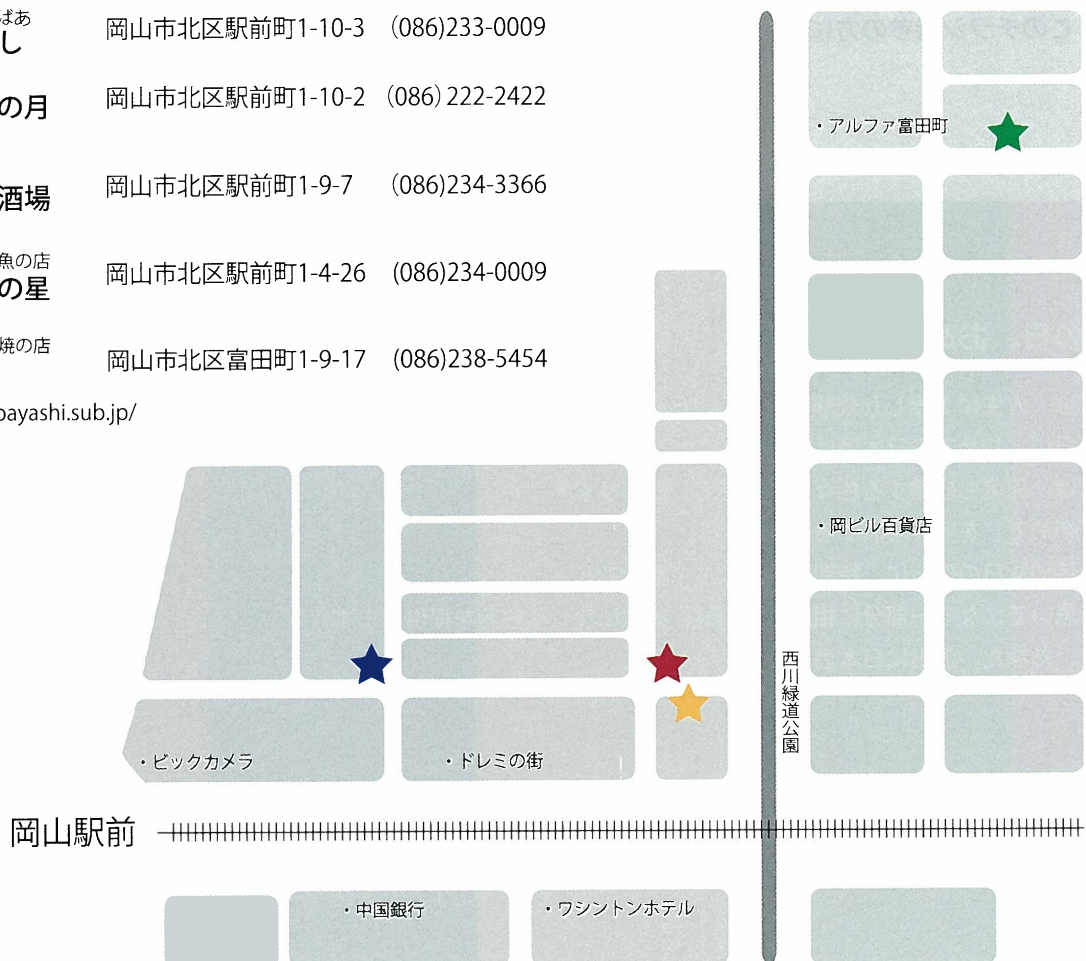 ばあ
し
岡山市北区駅前町1-10-3 (086)233-0009
の月
岡山市北区駅前町1-10-2 (086)222-2422
酒場
岡山市北区駅前町1-9-7 (086)234-3366
魚の店
の星
岡山市北区駅前町1-4-26 (086)234-0009
焼の店
岡山市北区富田町1-9-17 (086)238-5454
bayashi.sub.jp/
・アルファ富田町
・岡ビル百貨店
西川緑道公園
・ビックカメラ
・ドレミの街
岡山駅前
・中国銀行
・ワシントンホテル